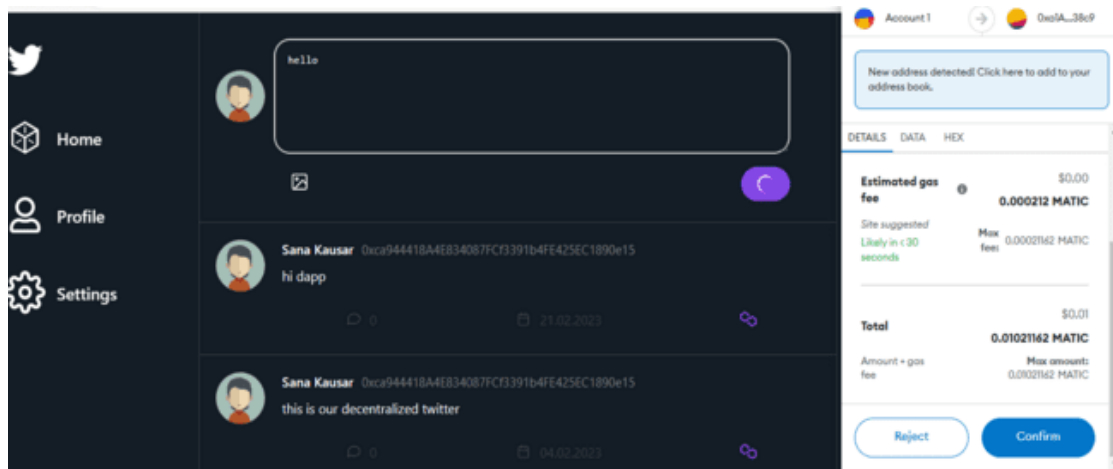 hello
Home
Profile
Settings
Sana Kausar 0xca944418A4E834087FCf3391b4FE425EC1890e15
hi dapp
0 21.02.2023
Sana Kausar 0xca944418A4E834087FCf3391b4FE425EC1890e15
this is our decentralized twitter
0 04.02.2023
Account 1 0xa1A...38c9
New address detected! Click here to add to your
address book.
DETAILS DATA HEX
Estimated gas
fee
$0.00
0.000212 MATIC
Site suggested
Likely in < 30
seconds
Max
fee:
0.00021162 MATIC
Total
$0.01
0.01021162 MATIC
Amount + gas
fee
Max amount:
0.01021162 MATIC
Reject Confirm